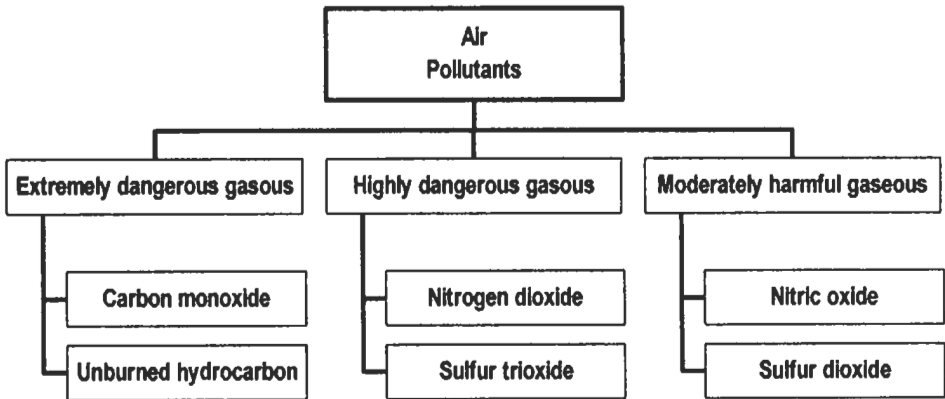 Air
Pollutants
Extremely dangerous gasous
Highly dangerous gasous
Moderately harmful gaseous
Carbon monoxide
Nitrogen dioxide
Nitric oxide
Unburned hydrocarbon
Sulfur trioxide
Sulfur dioxide